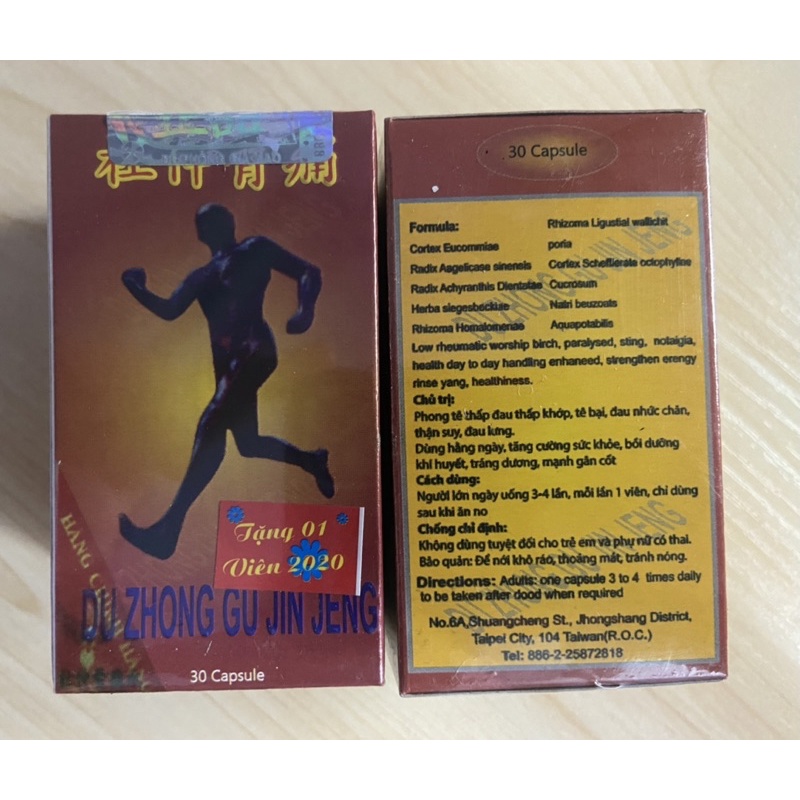 杜仲骨痛
Tặng 01
Viên 2020
DU ZHONG GU JIN JENG
30 Capsule
30 Capsule
Formula:
Rhizoma Ligustial wallichit
Cortex Eucommiae
poria
Radix Aagelicase sinensis
Cortex Schefflerate octophyllae
Radix Achyranthis Dientatae
Cucrosum
Herba siegesbeckiae
Natri beuzoats
Rhizoma Homalomenae
Aquapotabilis
Low rheumatic worship birch, paralysed, sting, notalgia,
health day to day handling enhaneed, strengthen erengy
rinse yang, healthiness.
Chủ trị:
Phong tê thấp đau thấp khớp, tê bại, đau nhức chân,
thận suy, đau lưng.
Dùng hằng ngày, tăng cường sức khỏe, bồi dưỡng
khí huyết, tráng dương, mạnh gân cốt
Cách dùng:
Người lớn ngày uống 3-4 lần, mỗi lần 1 viên, chỉ dùng
sau khi ăn no
Chống chỉ định:
Không dùng tuyệt đối cho trẻ em và phụ nữ có thai.
Bảo quản: Để nơi khô ráo, thoáng mát, tránh nóng.
Directions: Adults: one capsule 3 to 4 times daily
to be taken after dood when required
No.6A,Shuangcheng St., Jhongshang District,
Taipei City, 104 Taiwan(R.O.C.)
Tel: 886-2-25872818